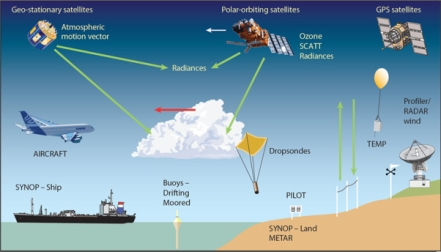 Geo-stationary satellites
Polar-orbiting satellites
GPS satellites
Atmospheric
motion vector
Ozone
SCATT
Radiances
Radiances
Profiler/
RADAR
wind
TEMP
AIRCRAFT
Dropsondes
SYNOP – Ship
Buoys –
Drifting
Moored
PILOT
SYNOP – Land
METAR